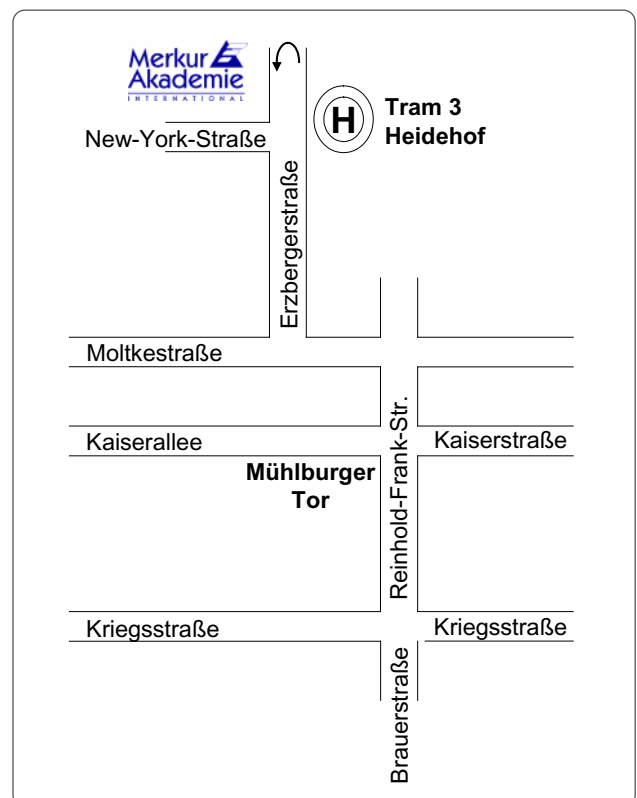 Merkur
Akademie
INTERNATIONAL
H
Tram 3
Heidehof
New-York-Straße
Erzbergerstraße
Moltkestraße
Kaiserallee
Reinhold-Frank-Str.
Kaiserstraße
Mühlburger
Tor
Kriegsstraße
Kriegsstraße
Brauerstraße